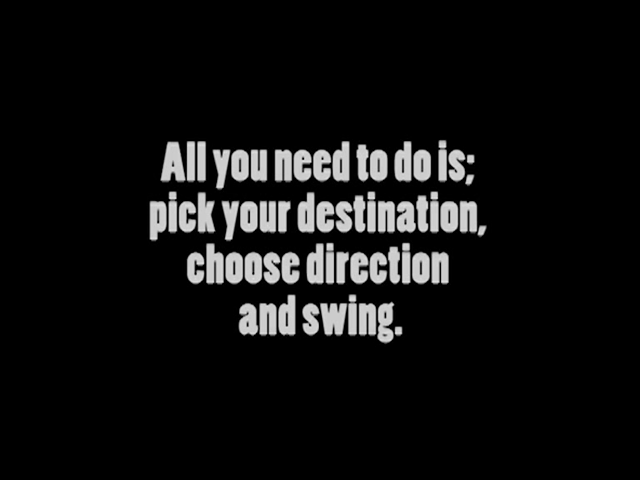 All you need to do is;
pick your destination,
choose direction
and swing.